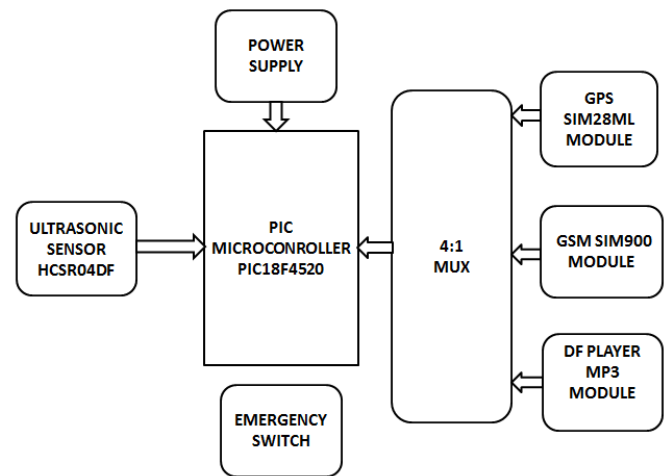 POWER
SUPPLY
GPS
SIM28ML
MODULE
ULTRASONIC
SENSOR
HCSR04DF
PIC
MICROCONROLLER
PIC18F4520
4:1
MUX
GSM SIM900
MODULE
DF PLAYER
MP3
MODULE
EMERGENCY
SWITCH